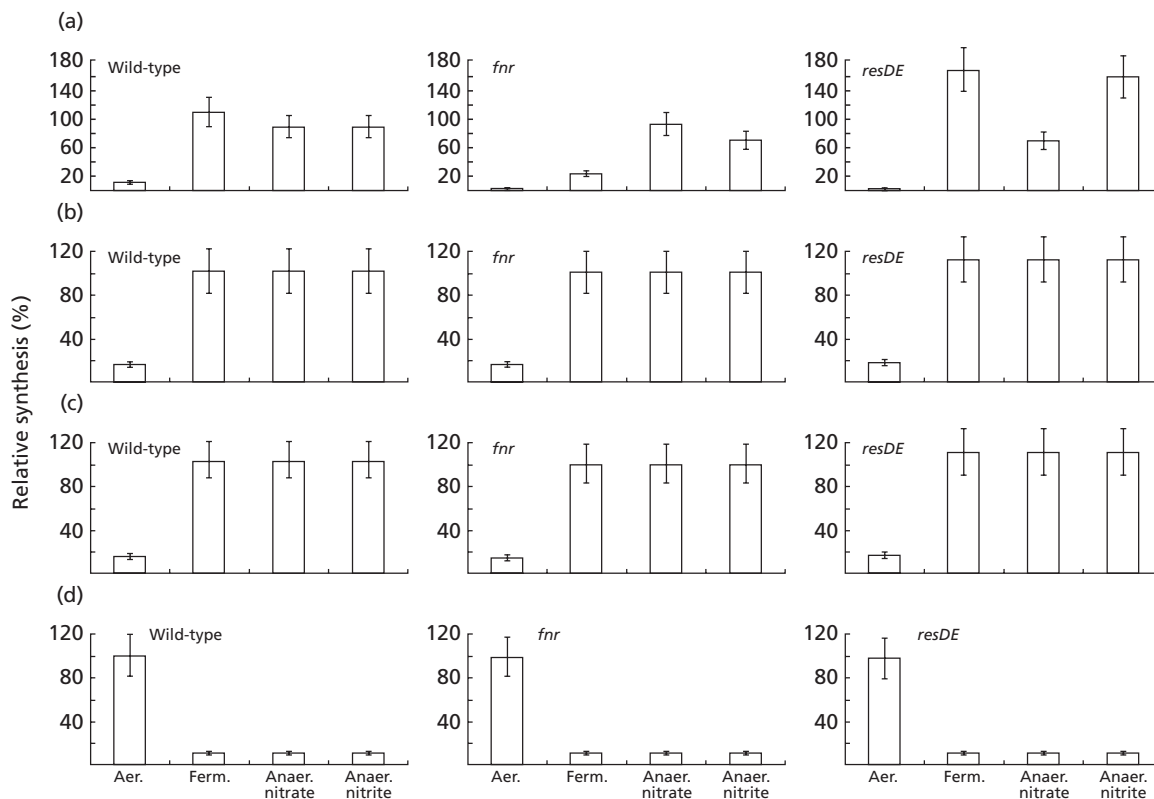 (a)
Wild-type
fnr
resDE
180
140
100
60
20
180
140
100
60
20
180
140
100
60
20
(b)
Wild-type
fnr
resDE
120
80
40
120
80
40
120
80
40
Relative synthesis (%)
(c)
Wild-type
fnr
resDE
120
80
40
120
80
40
120
80
40
(d)
Wild-type
fnr
resDE
120
80
40
120
80
40
120
80
40
Aer. Ferm. Anaer. nitrate Anaer. nitrite
Aer. Ferm. Anaer. nitrate Anaer. nitrite
Aer. Ferm. Anaer. nitrate Anaer. nitrite